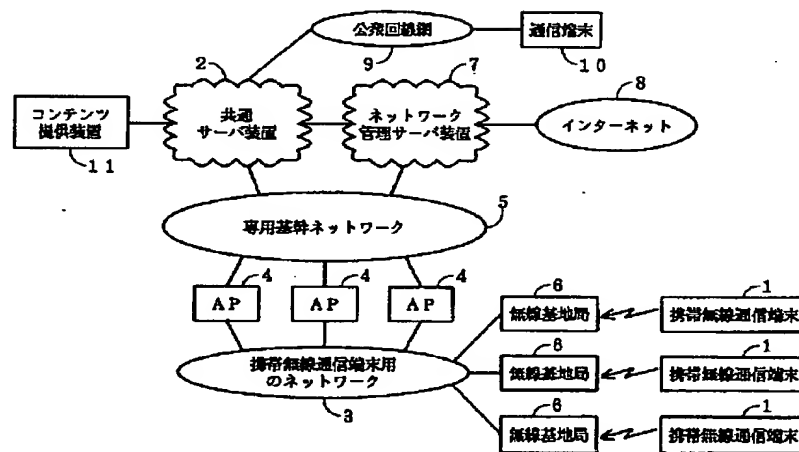 公衆回線網
9
通信端末
10
2
共通
サーバ装置
7
ネットワーク
管理サーバ装置
8
インターネット
コンテンツ
提供装置
11
専用基幹ネットワーク
5
AP
4
AP
4
AP
4
携帯無線通信端末用
のネットワーク
3
6
無線基地局
1
携帯無線通信端末
6
無線基地局
1
携帯無線通信端末
6
無線基地局
1
携帯無線通信端末